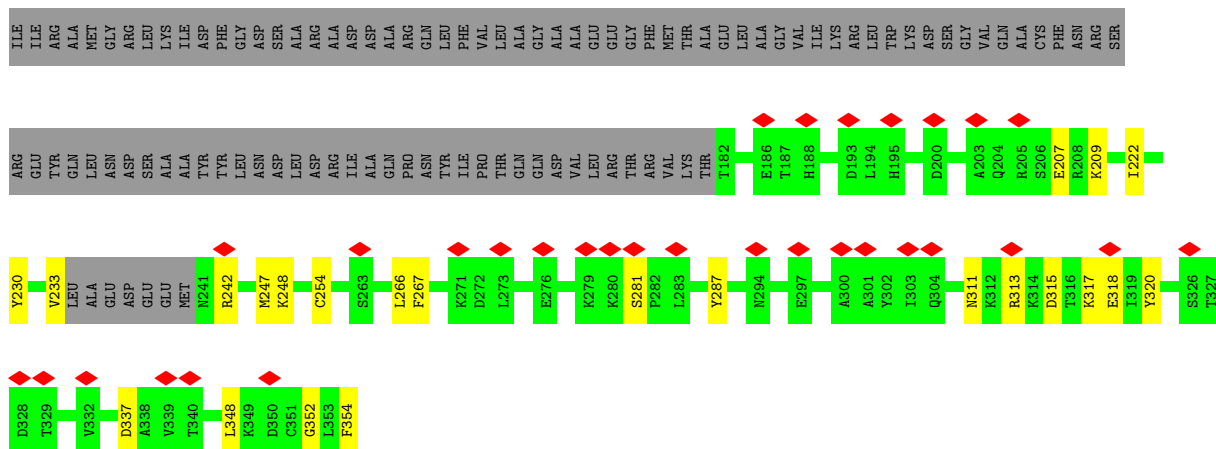 ILE ILE ARG ALA MET GLY ARG LEU LYS ILE ASP PHE GLY ASP SER ALA ARG ALA ASP ASP ALA ARG GLN LEU PHE VAL LEU ALA GLY ALA ALA GLU GLU GLY PHE MET THR ALA GLU LEU ALA GLY VAL ILE LYS ARG LEU TRP LYS ASP SER GLY VAL GLN ALA CYS PHE ASN ARG SER
ARG GLU TYR GLN LEU ASN ASP SER ALA ALA TYR TYR LEU ASN ASP LEU ASP ARG ILE ALA GLN PRO ASN TYR ILE PRO THR GLN GLN ASP VAL LEU ARG THR ARG VAL LYS THR T182 E186 T187 H188 D193 L194 H195 D200 A203 Q204 R205 S206 E207 R208 K209 I222
Y230 V233 LEU ALA GLU ASP GLU GLU MET N241 R242 M247 K248 C254 S263 L266 F267 K271 D272 L273 E276 K279 K280 S281 P282 L283 Y287 N294 E297 A300 A301 Y302 I303 Q304 N311 K312 R313 K314 D315 T316 K317 E318 I319 Y320 S326 T327
D328 T329 V332 D337 A338 V339 T340 L348 K349 D350 C351 G352 L353 F354